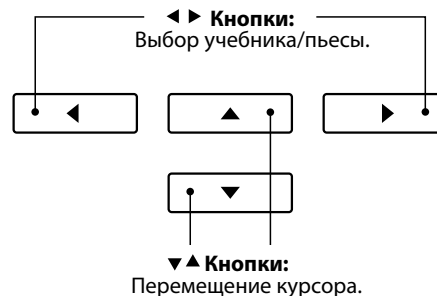 ◀ ▶ Кнопки:
Выбор учебника/пьесы.
▼▲ Кнопки:
Перемещение курсора.